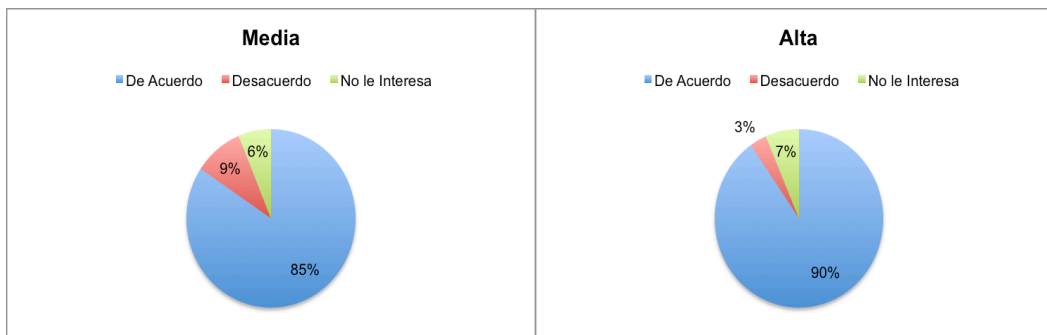 Media
De Acuerdo Desacuerdo No le Interesa
6%
9%
85%
Alta
De Acuerdo Desacuerdo No le Interesa
3%
7%
90%